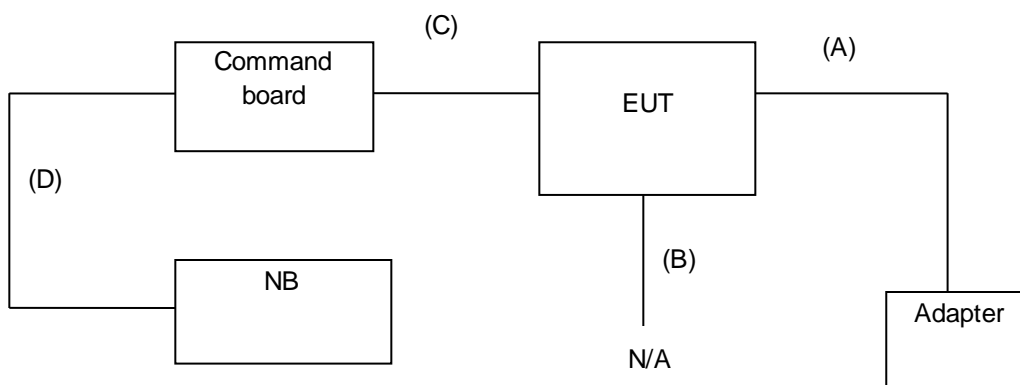 (C)
(A)
Command
board
EUT
(D)
(B)
NB
Adapter
N/A